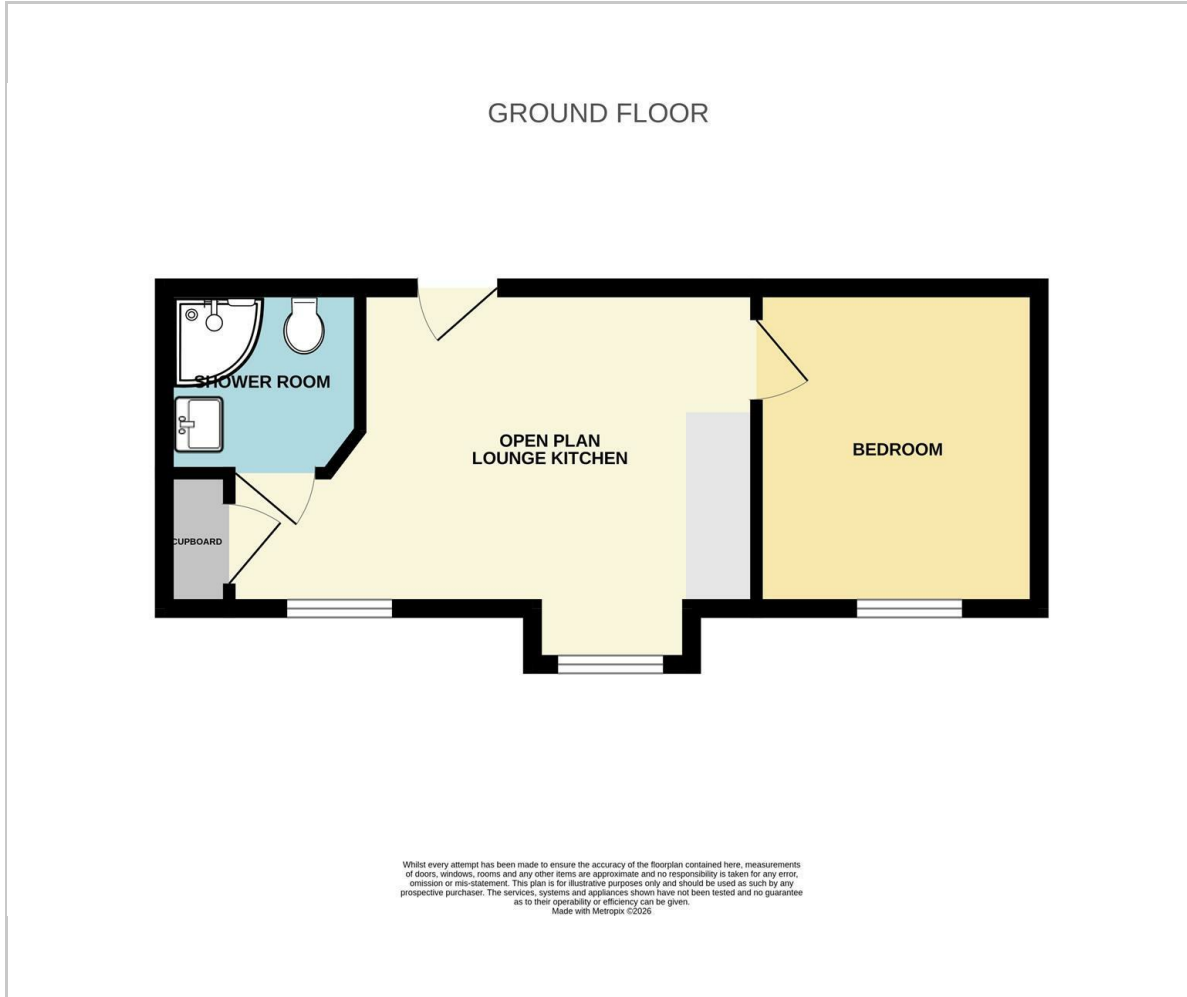 GROUND FLOOR
SHOWER ROOM
OPEN PLAN
LOUNGE KITCHEN
BEDROOM
CUPBOARD
Whilst every attempt has been made to ensure the accuracy of the floorplan contained here, measurements
of doors, windows, rooms and any other items are approximate and no responsibility is taken for any error,
omission or mis-statement. This plan is for illustrative purposes only and should be used as such by any
prospective purchaser. The services, systems and appliances shown have not been tested and no guarantee
as to their operability or efficiency can be given.
Made with Metropix ©2026